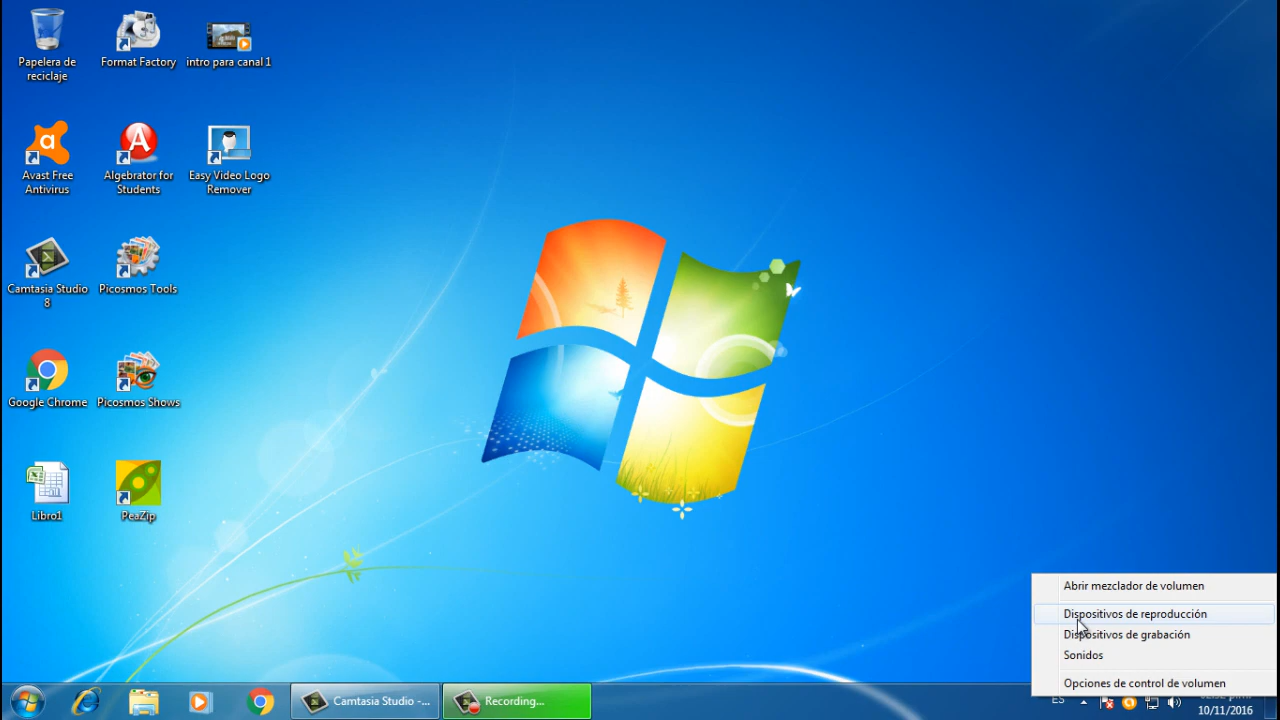 Papelera de
reciclaje
Format Factory
intro para canal 1
Avast Free
Antivirus
Algebrator for
Students
Easy Video Logo
Remover
Camtasia Studio
8
Picosmos Tools
Google Chrome
Picosmos Shows
Libro1
PeaZip
Abrir mezclador de volumen
Dispositivos de reproducción
Dispositivos de grabación
Sonidos
Opciones de control de volumen
Camtasia Studio -...
Recording...
ES
10/11/2016